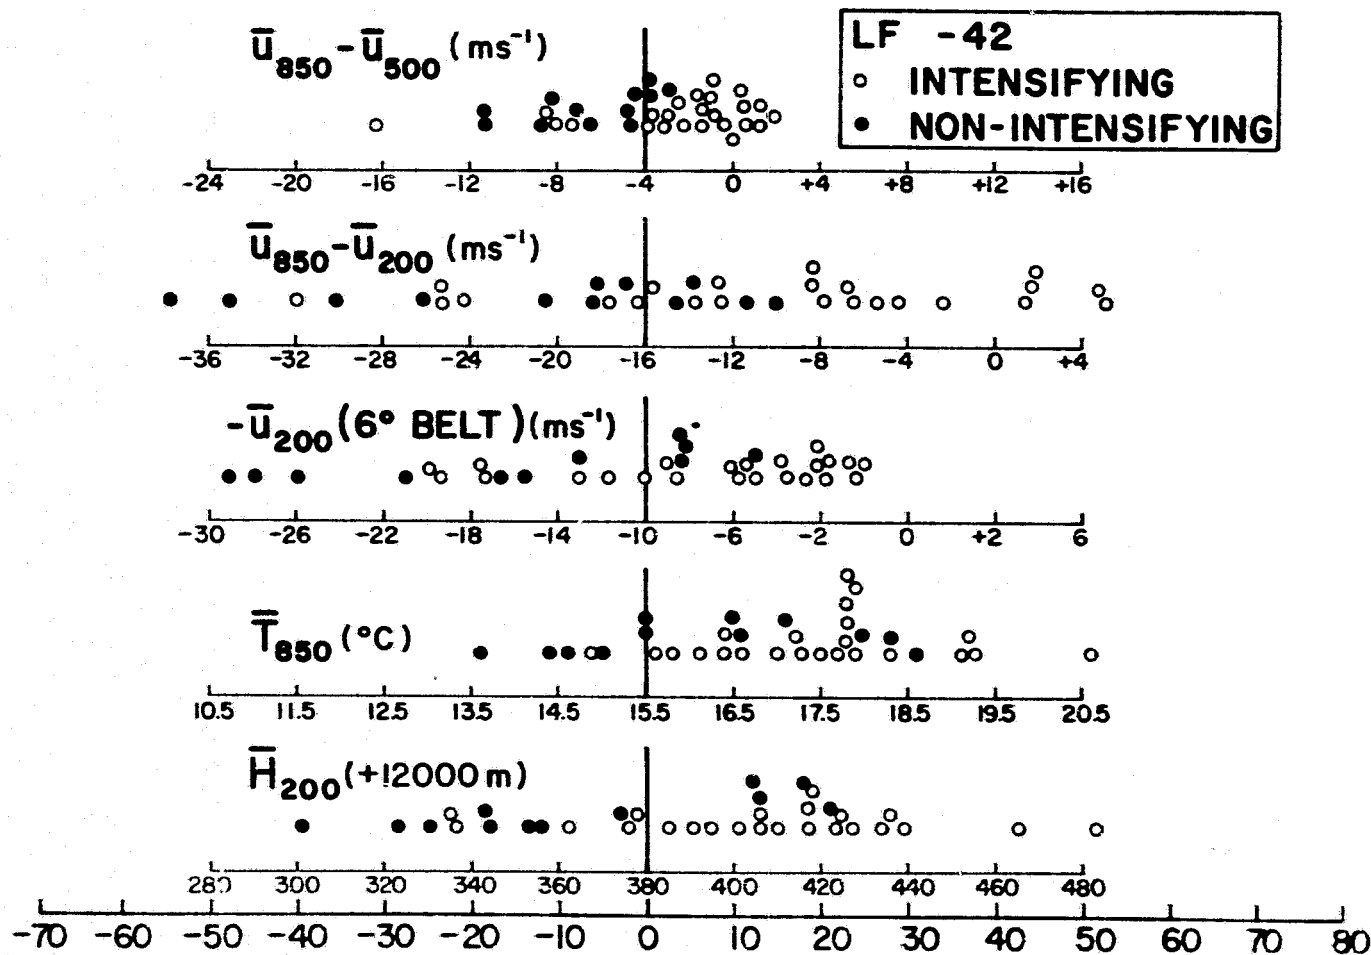 ū850-ū500 (ms⁻¹)
LF -42
○ INTENSIFYING
● NON-INTENSIFYING
-24 -20 -16 -12 -8 -4 0 +4 +8 +12 +16
ū850-ū200 (ms⁻¹)
-36 -32 -28 -24 -20 -16 -12 -8 -4 0 +4
-ū200 (6° BELT) (ms⁻¹)
-30 -26 -22 -18 -14 -10 -6 -2 0 +2 6
T̿850 (°C)
10.5 11.5 12.5 13.5 14.5 15.5 16.5 17.5 18.5 19.5 20.5
H̅200 (+12000 m)
280 300 320 340 360 380 400 420 440 460 480
-70 -60 -50 -40 -30 -20 -10 0 10 20 30 40 50 60 70 80